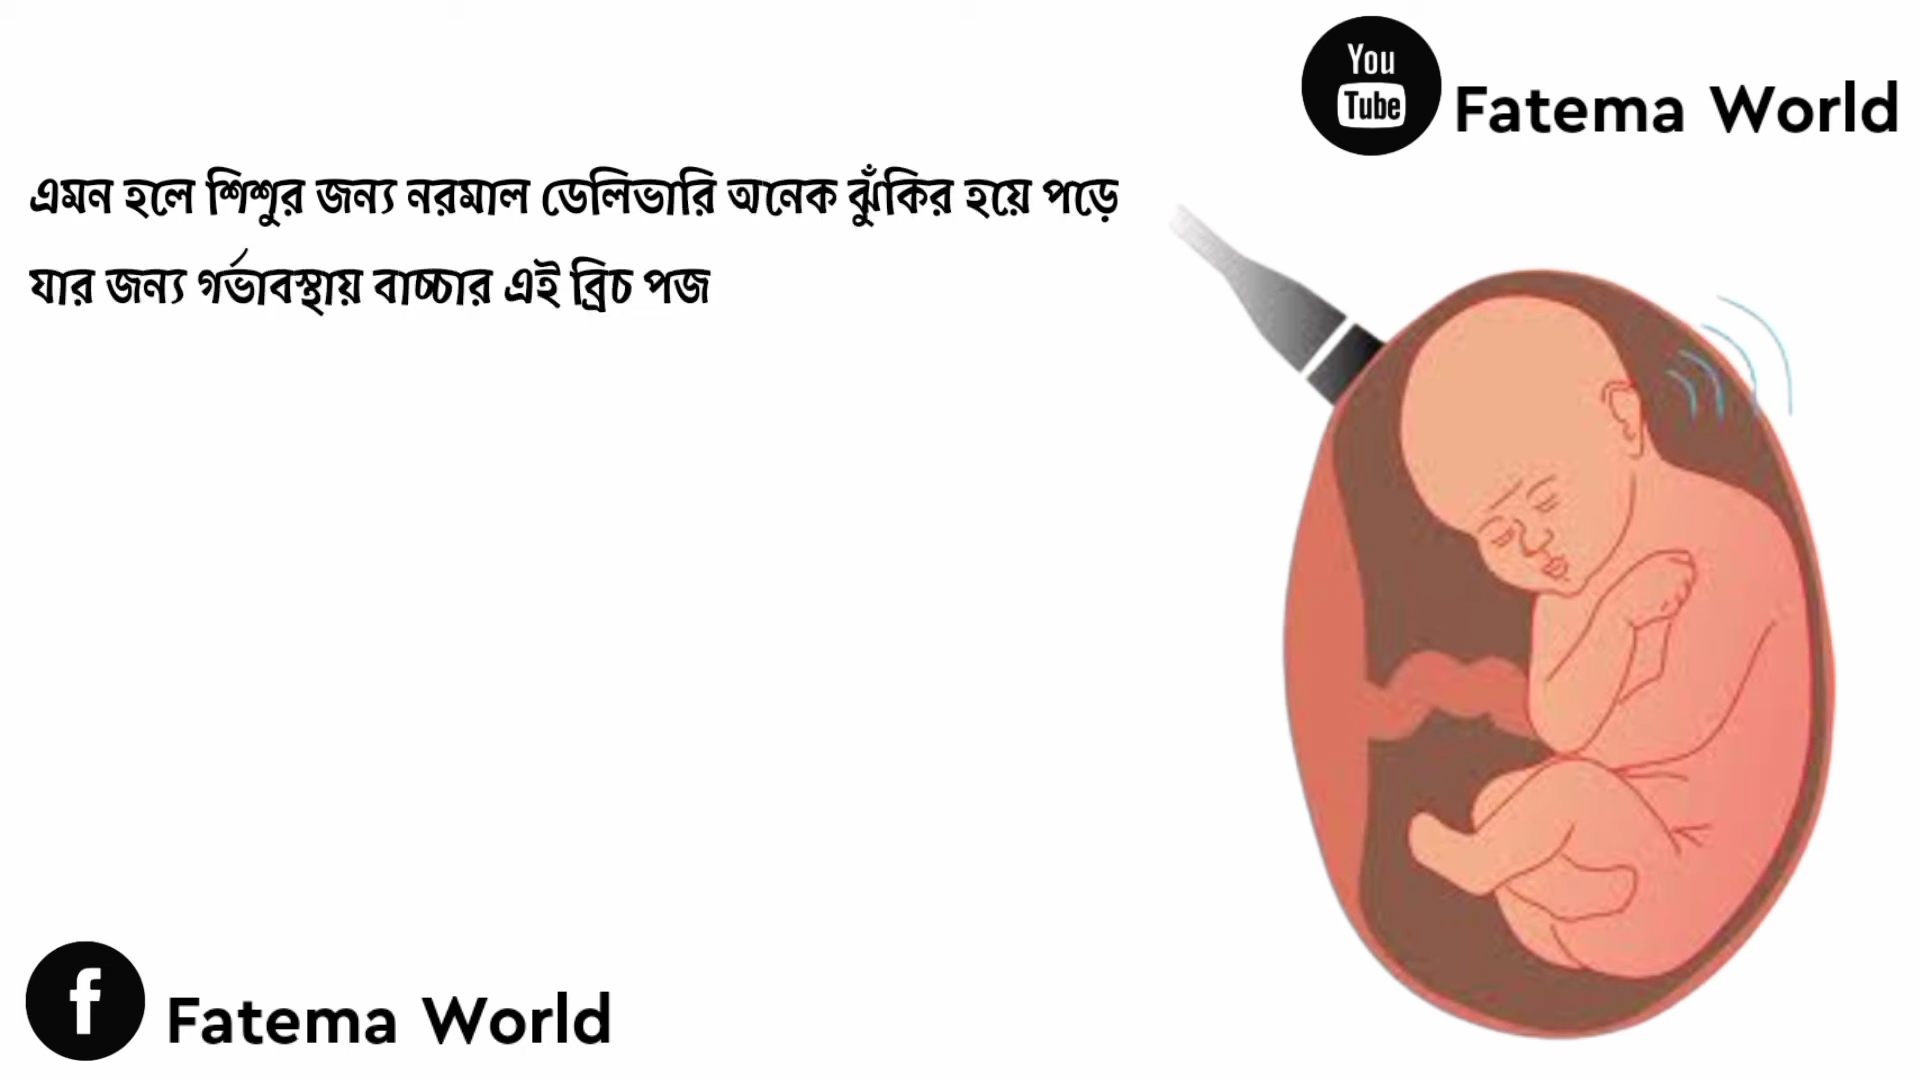 You
Tube
Fatema World
এমন হলে শিশুর জন্য নরমাল ডেলিভারি অনেক ঝুঁকির হয়ে পড়ে
যার জন্য গর্ভাবস্থায় বাচ্চার এই ব্রিচ পজ
f Fatema World